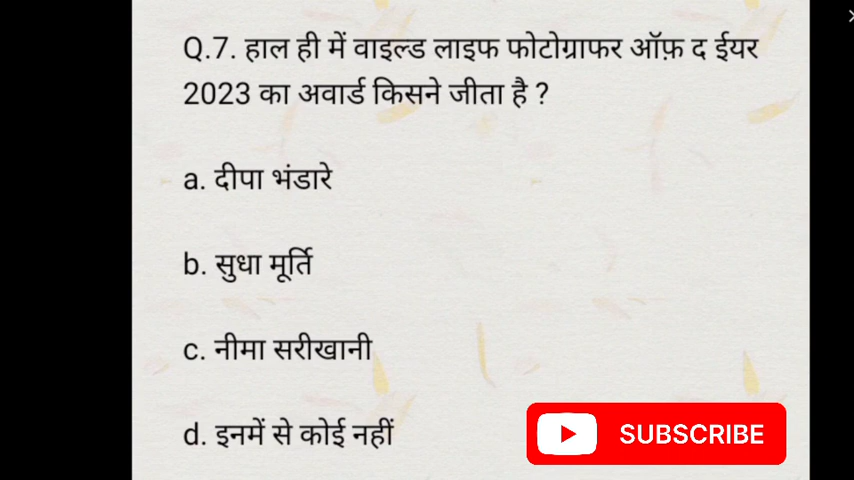 Q.7. हाल ही में वाइल्ड लाइफ फोटोग्राफर ऑफ़ द ईयर
2023 का अवार्ड किसने जीता है ?
a. दीपा भंडारे
b. सुधा मूर्ति
c. नीमा सरीखानी
d. इनमें से कोई नहीं
SUBSCRIBE